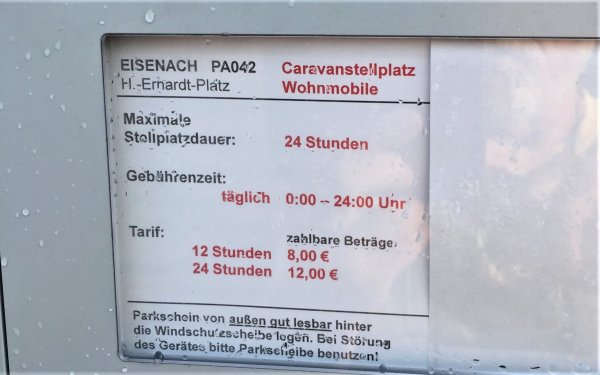 EISENACH PA042 Caravanstellplatz
H.-Erhardt-Platz Wohnmobile
Maximale
Stellplatzdauer: 24 Stunden
Gebührenzeit:
täglich 0:00 – 24:00 Uhr
Tarif: zahlbare Beträge:
12 Stunden 8,00 €
24 Stunden 12,00 €
Parkschein von außen gut lesbar hinter
die Windschutzscheibe legen. Bei Störung
des Gerätes bitte Parkscheibe benutzen!